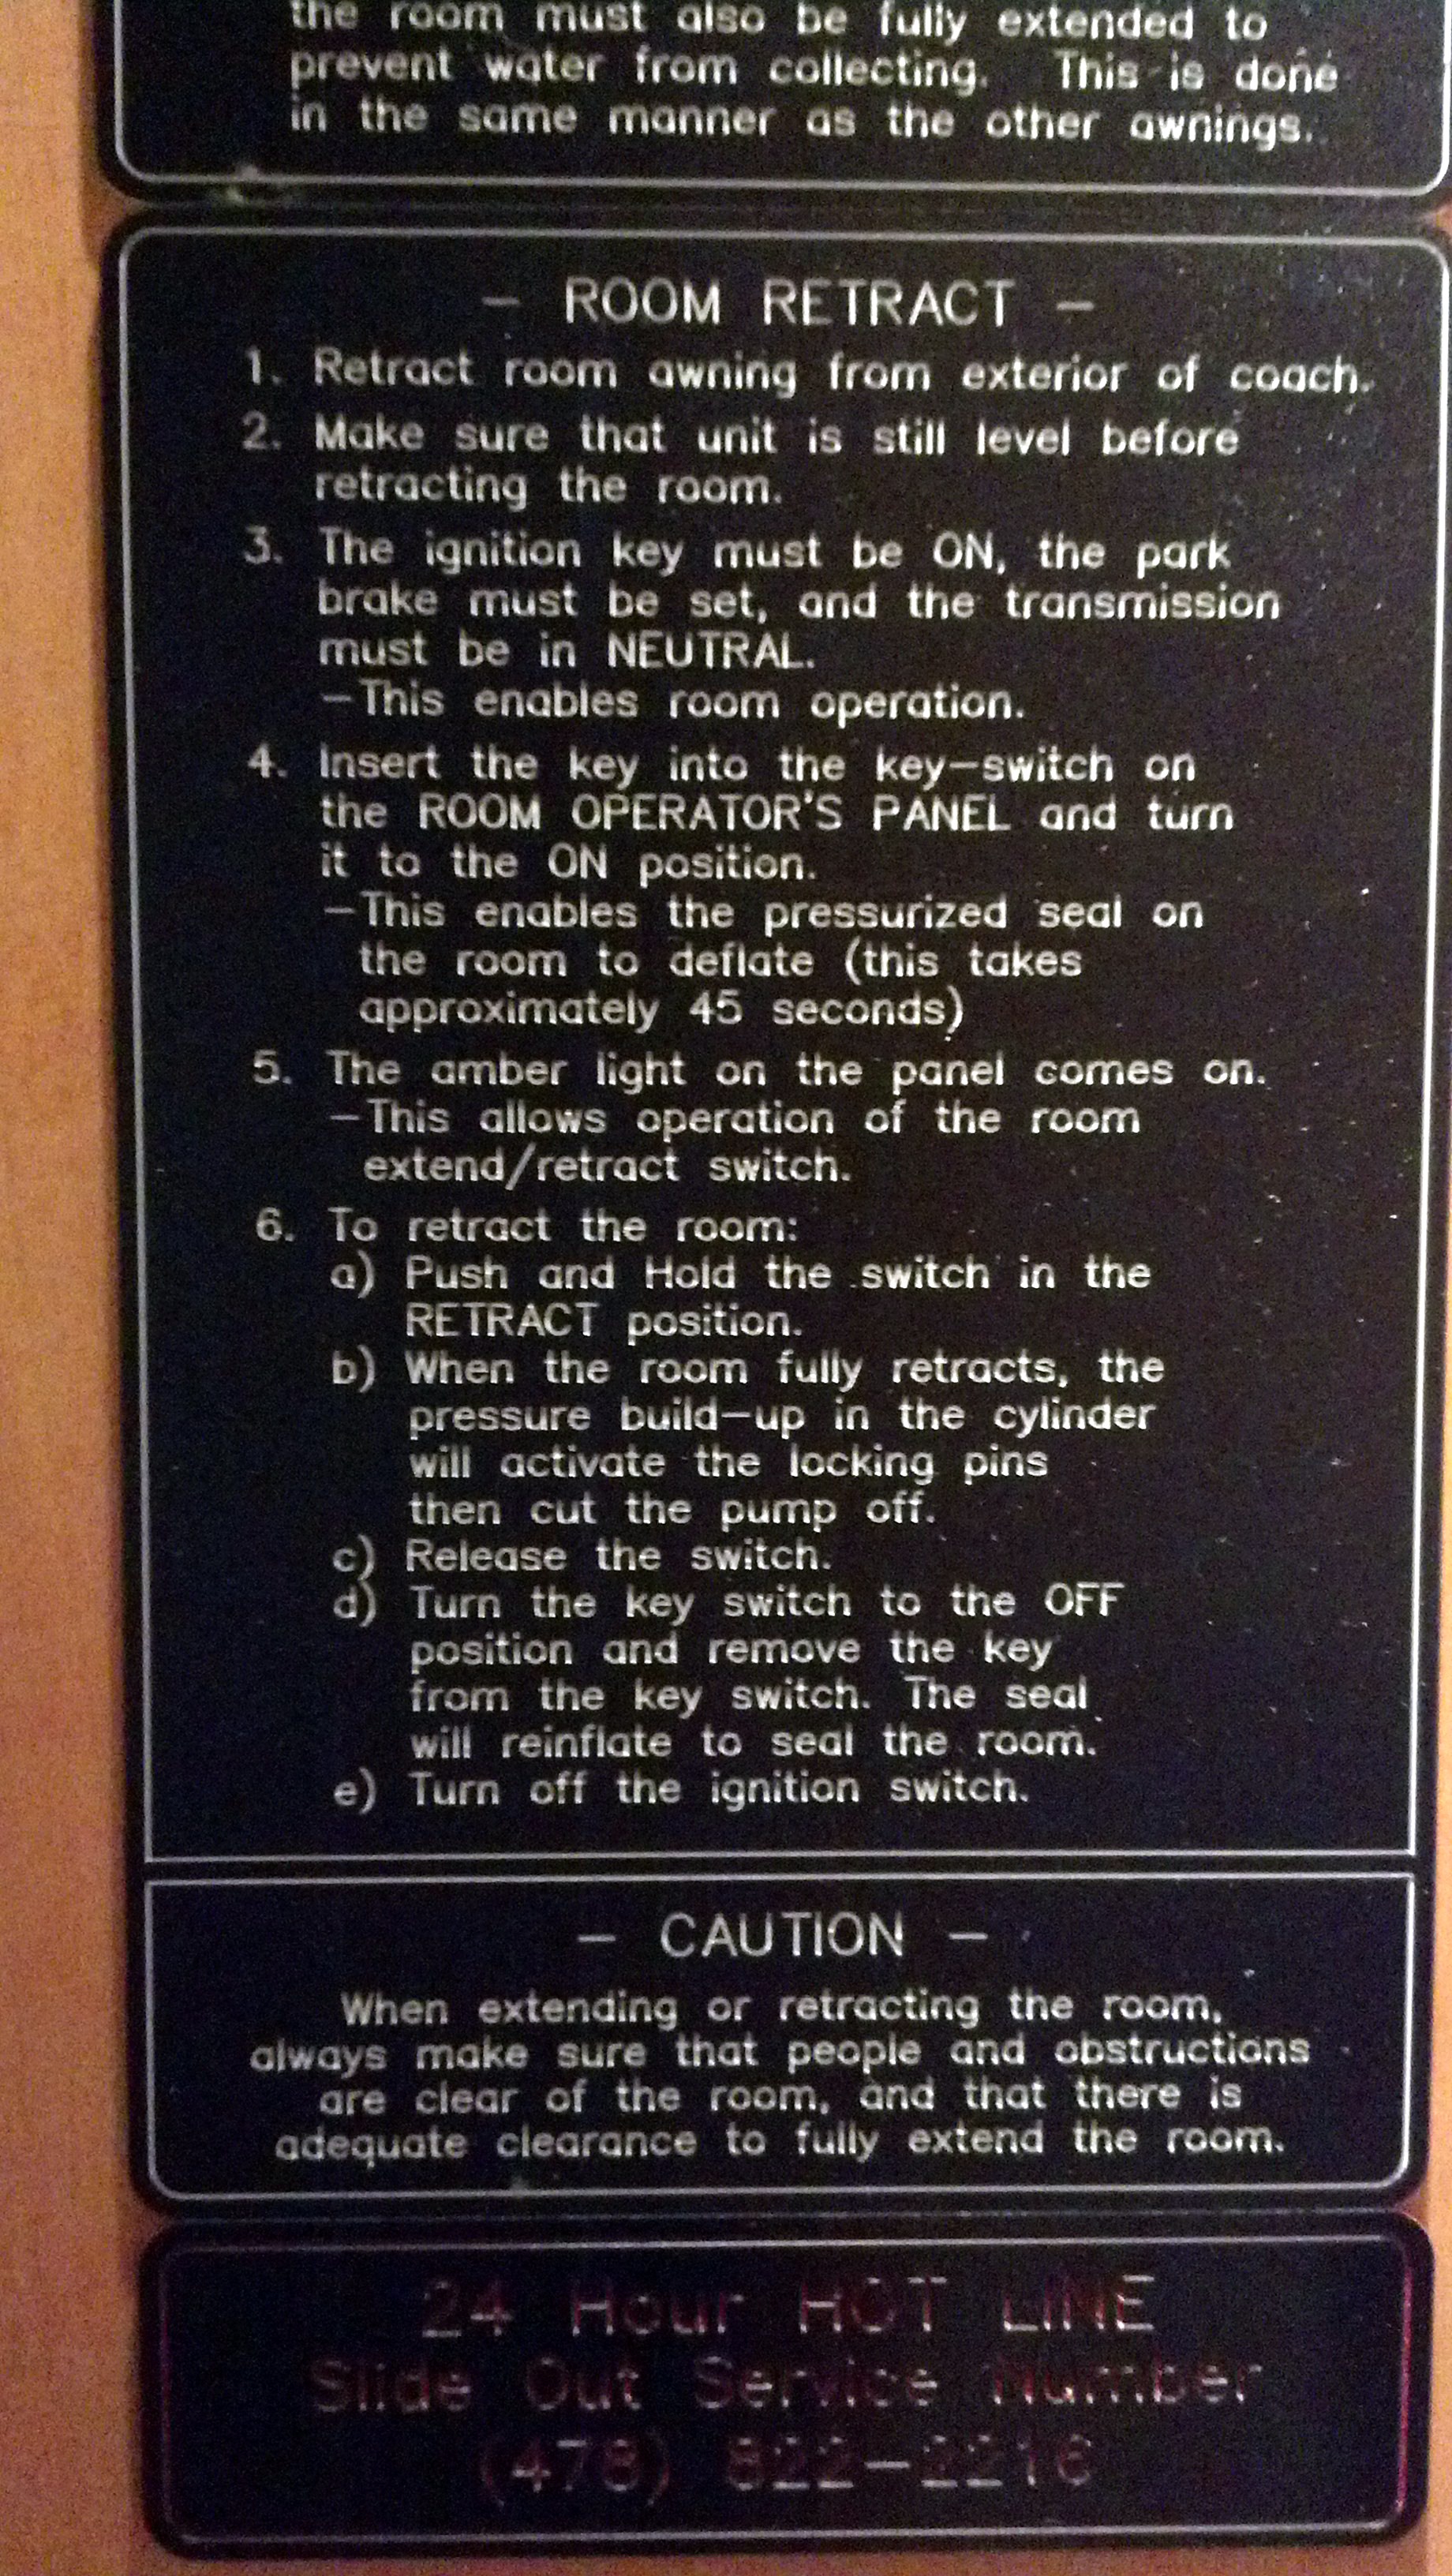 the room must also be fully extended to
prevent water from collecting. This is done
in the same manner as the other awnings.
— ROOM RETRACT —
1. Retract room awning from exterior of coach.
2. Make sure that unit is still level before
retracting the room.
3. The ignition key must be ON, the park
brake must be set, and the transmission
must be in NEUTRAL.
—This enables room operation.
4. Insert the key into the key—switch on
the ROOM OPERATOR'S PANEL and turn
it to the ON position.
—This enables the pressurized seal on
the room to deflate (this takes
approximately 45 seconds)
5. The amber light on the panel comes on.
—This allows operation of the room
extend/retract switch.
6. To retract the room:
a) Push and Hold the switch in the
RETRACT position.
b) When the room fully retracts, the
pressure build—up in the cylinder
will activate the locking pins
then cut the pump off.
c) Release the switch.
d) Turn the key switch to the OFF
position and remove the key
from the key switch. The seal
will reinflate to seal the room.
e) Turn off the ignition switch.
— CAUTION —
When extending or retracting the room,
always make sure that people and obstructions
are clear of the room, and that there is
adequate clearance to fully extend the room.
24 Hour HOT LINE
Slide Out Service Number
(478) 822—2216